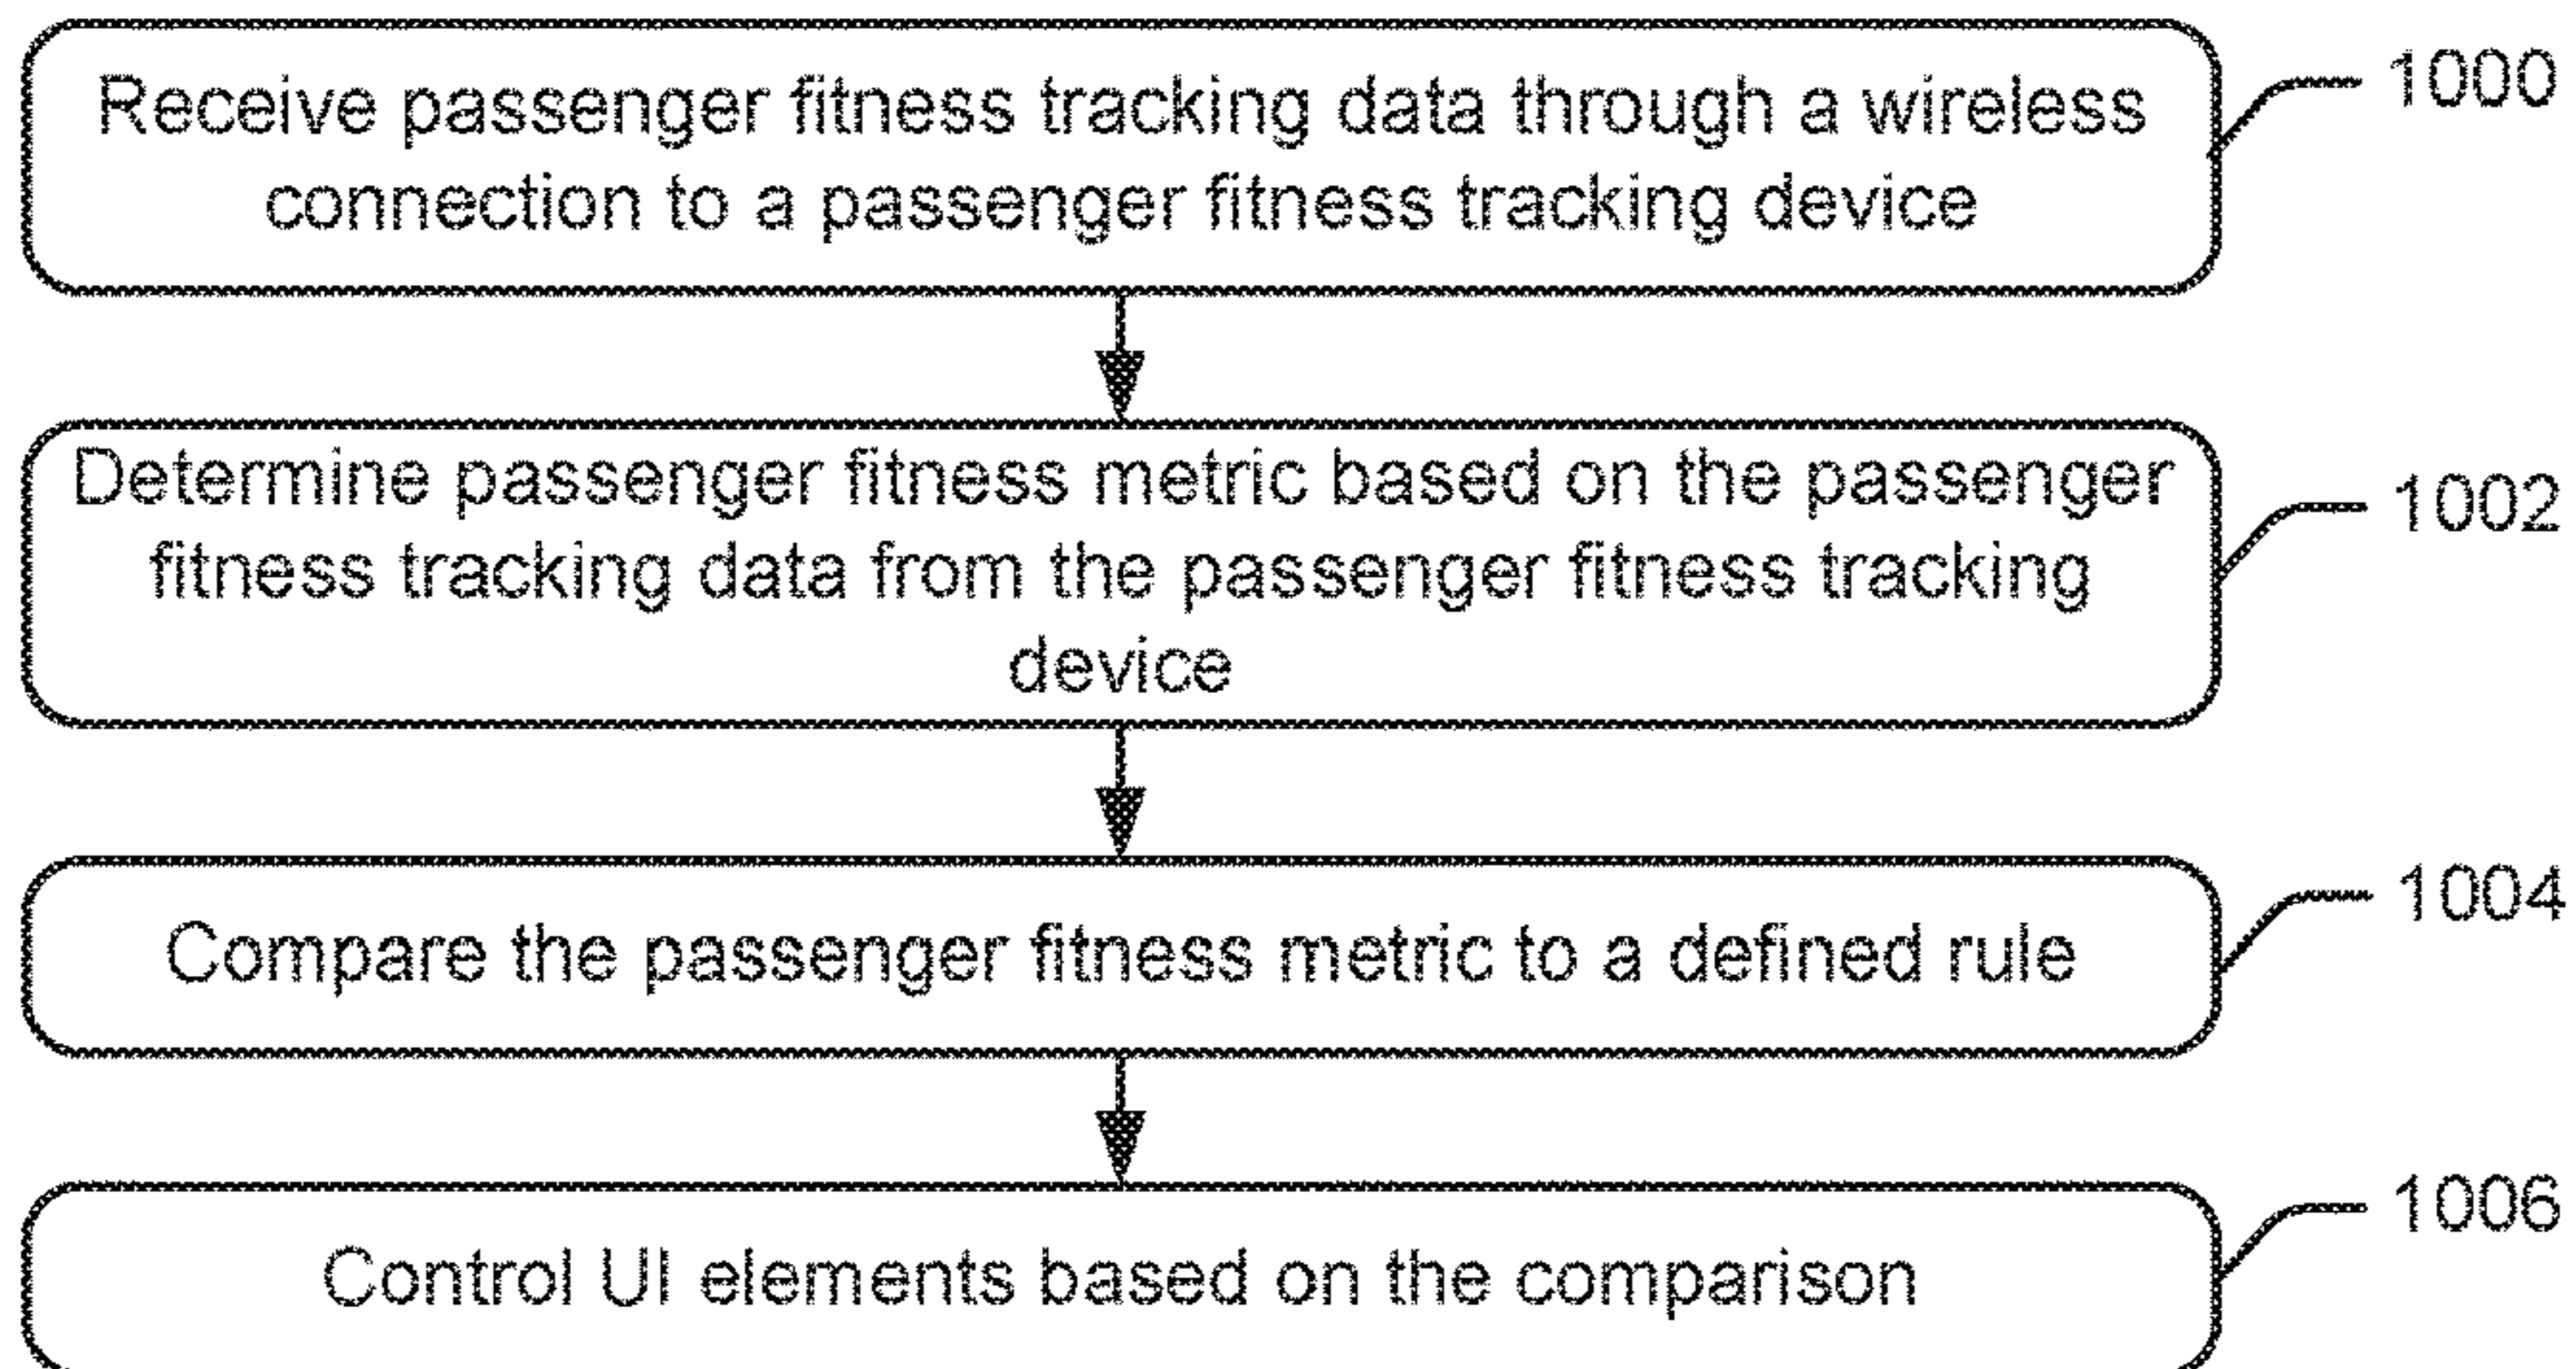 Receive passenger fitness tracking data through a wireless
connection to a passenger fitness tracking device
1000
Determine passenger fitness metric based on the passenger
fitness tracking data from the passenger fitness tracking
device
1002
Compare the passenger fitness metric to a defined rule
1004
Control UI elements based on the comparison
1006